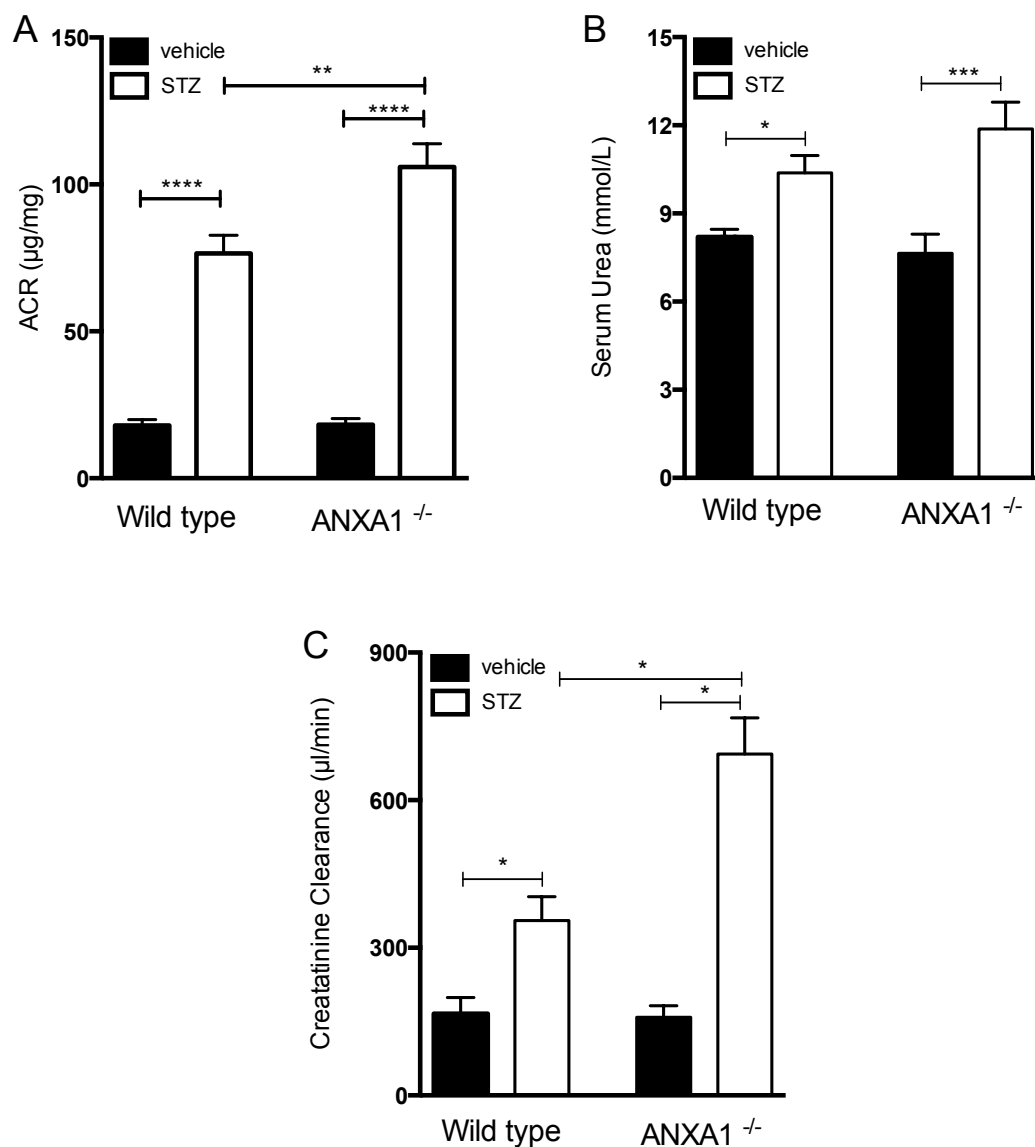 A
150
100
50
0
ACR (µg/mg)
vehicle
STZ
**
****
****
Wild type
ANXA1 -/-
B
15
12
9
6
3
0
Serum Urea (mmol/L)
vehicle
STZ
*
***
Wild type
ANXA1 -/-
C
900
600
300
0
Creatatinine Clearance (µl/min)
vehicle
STZ
*
*
*
Wild type
ANXA1 -/-